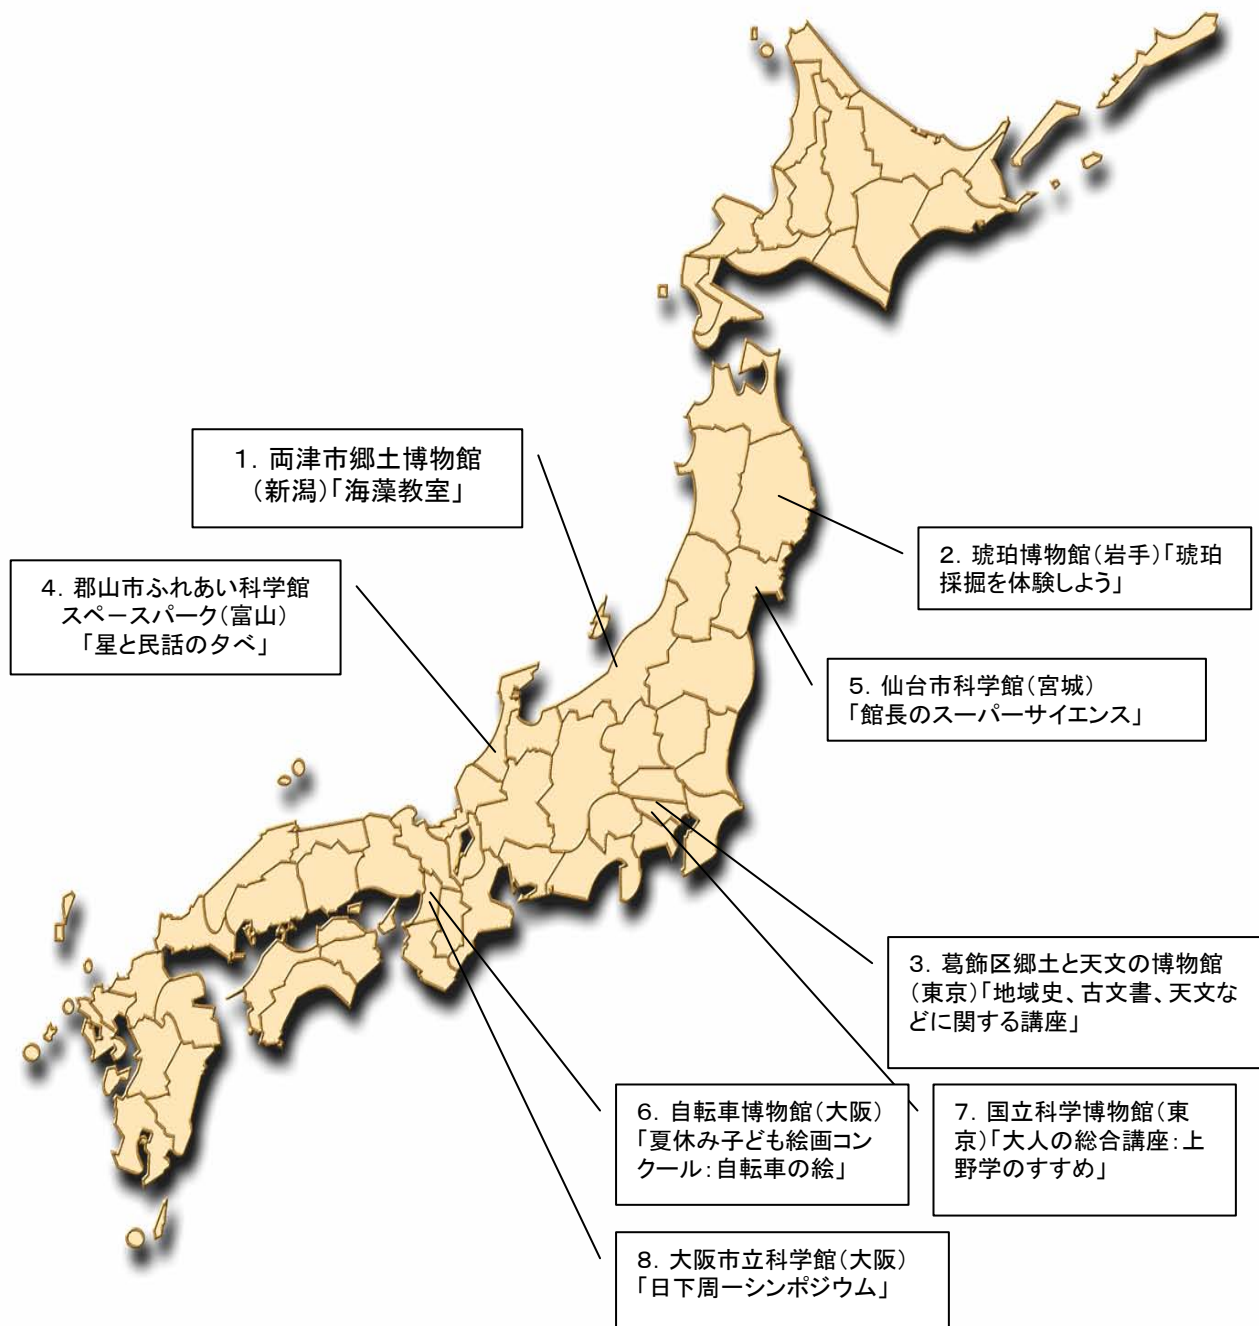 １．両津市郷土博物館
（新潟）「海藻教室」
２．琥珀博物館（岩手）「琥珀
採掘を体験しよう」
４．郡山市ふれあい科学館
スペースパーク（富山）
「星と民話の夕べ」
５．仙台市科学館（宮城）
「館長のスーパーサイエンス」
３．葛飾区郷土と天文の博物館
（東京）「地域史、古文書、天文な
どに関する講座」
６．自転車博物館（大阪）
「夏休み子ども絵画コン
クール：自転車の絵」
７．国立科学博物館（東
京）「大人の総合講座：上
野学のすすめ」
８．大阪市立科学館（大阪）
「日下周一シンポジウム」